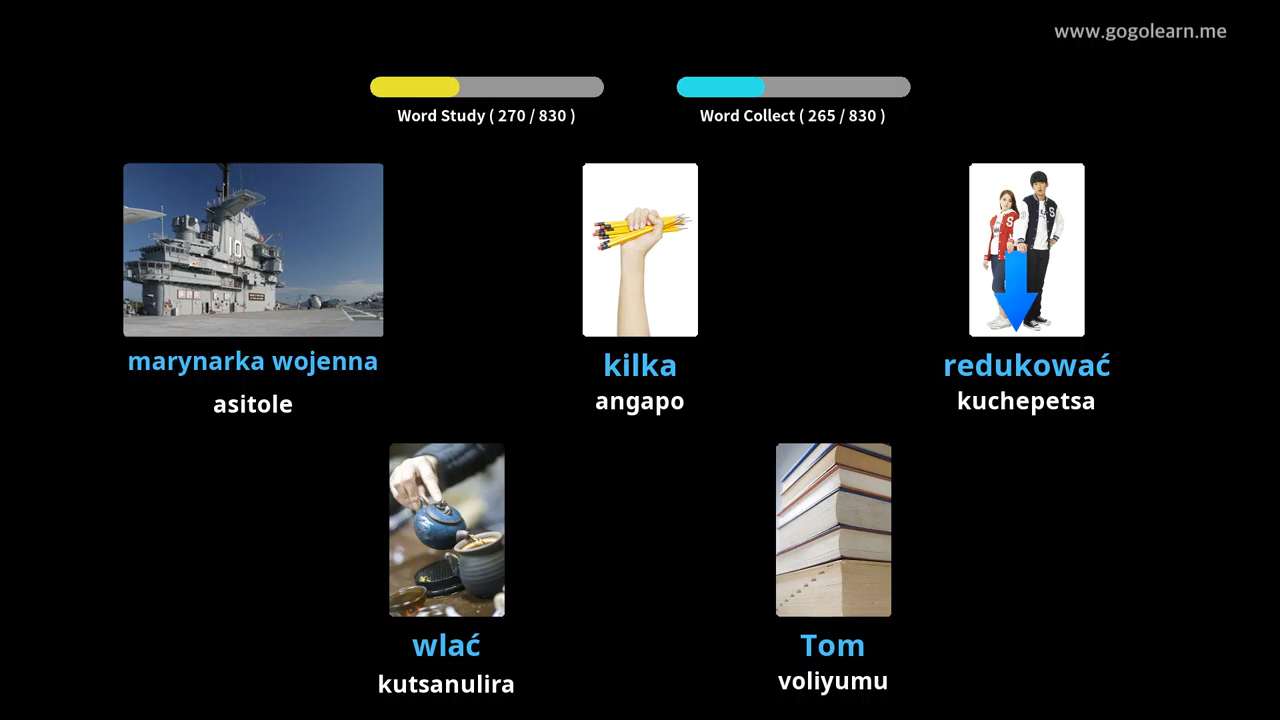 www.gogolearn.me
Word Study ( 270 / 830 )
Word Collect ( 265 / 830 )
10
marynarka wojenna
asitole
kilka
angapo
redukować
kuchepetsa
wlać
kutsanulira
Tom
voliyumu